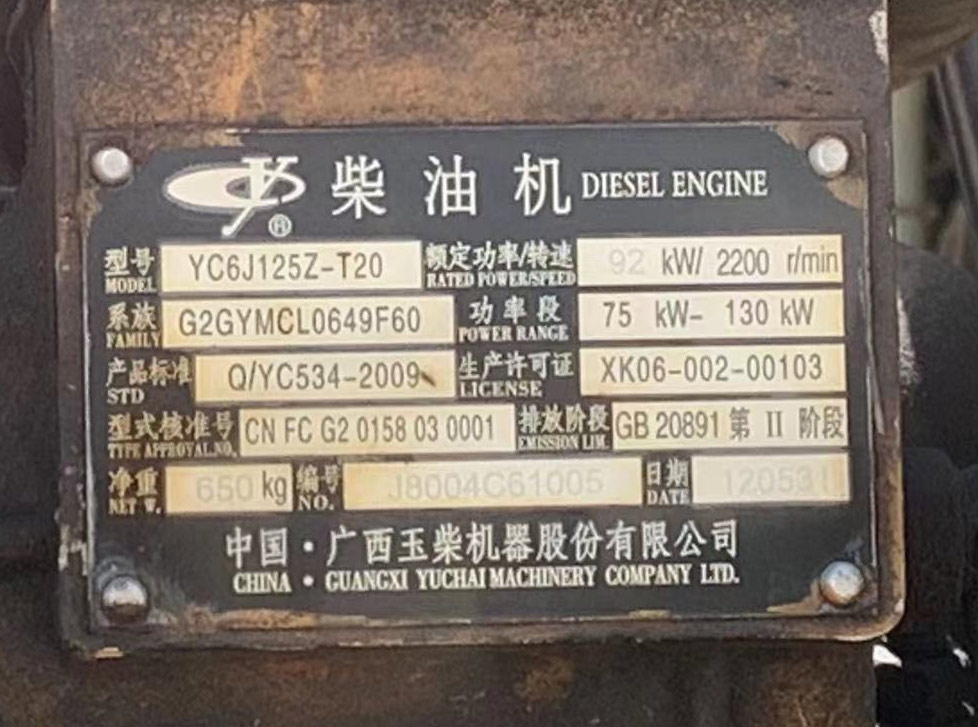 柴油机 DIESEL ENGINE
型号 MODEL YC6J125Z-T20 额定功率/转速 RATED POWER/SPEED 92 kW/ 2200 r/min
系族 FAMILY G2GYMCL0649F60 功率段 POWER RANGE 75 kW- 130 kW
产品标准 STD Q/YC534-2009 生产许可证 LICENSE XK06-002-00103
型式核准号 TYPE APPROVAL.NO. CN FC G2 0158 03 0001 排放阶段 EMISSION LIM. GB 20891 第 II 阶段
净重 NET W. 650 kg 编号 NO. J8004C61005 日期 DATE
中国·广西玉柴机器股份有限公司
CHINA · GUANGXI YUCHAI MACHINERY COMPANY LTD.